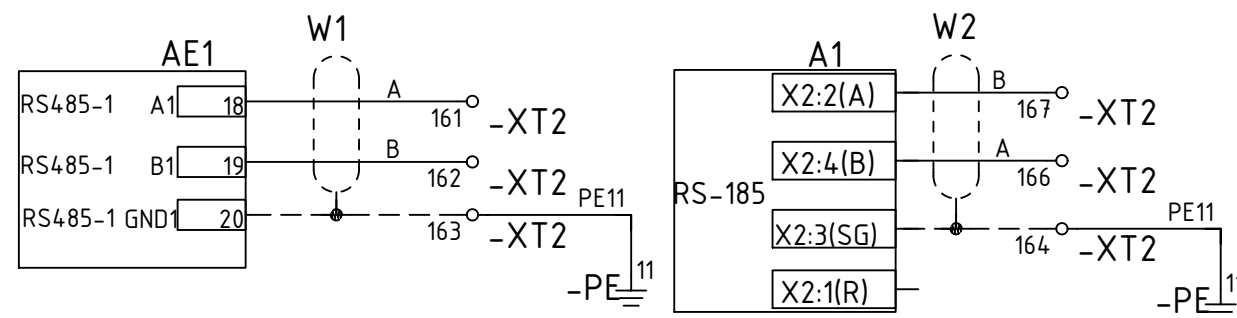 W1
AE1
RS485-1 A1 18 A 161 -XT2
RS485-1 B1 19 B 162 -XT2
RS485-1 GND1 20 163 -XT2
PE11
11
-PE
W2
A1
RS-185
X2:2(A) B 167 -XT2
X2:4(B) A 166 -XT2
X2:3(SG) 164 -XT2
PE11
X2:1(R)
11
-PE